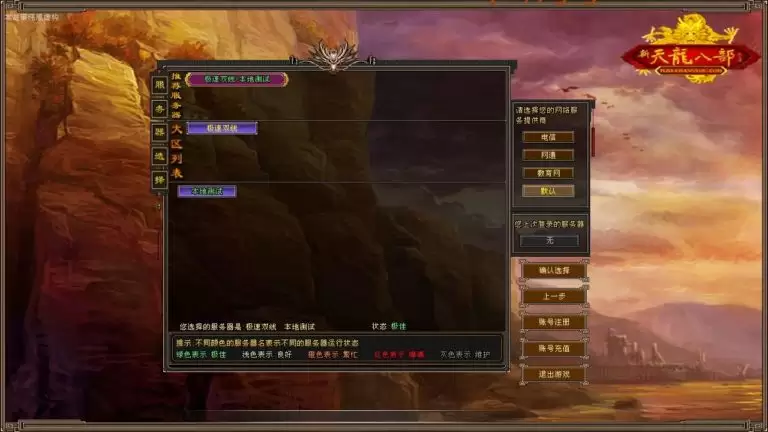 新天龍八部
服务器选择
推荐服务器
极速双线-本地测试
大区列表
极速双线
本地测试
您选择的服务器是 极速双线 本地测试 状态 极佳
提示:不同颜色的服务器名表示不同的服务器运行状态
绿色表示:极佳 浅色表示:良好 橙色表示:繁忙 红色表示:爆满 灰色表示:维护
请选择您的网络服
务提供商
电信
网通
教育网
默认
您上次登录的服务器
无
确认选择
上一步
账号注册
账号充值
退出游戏